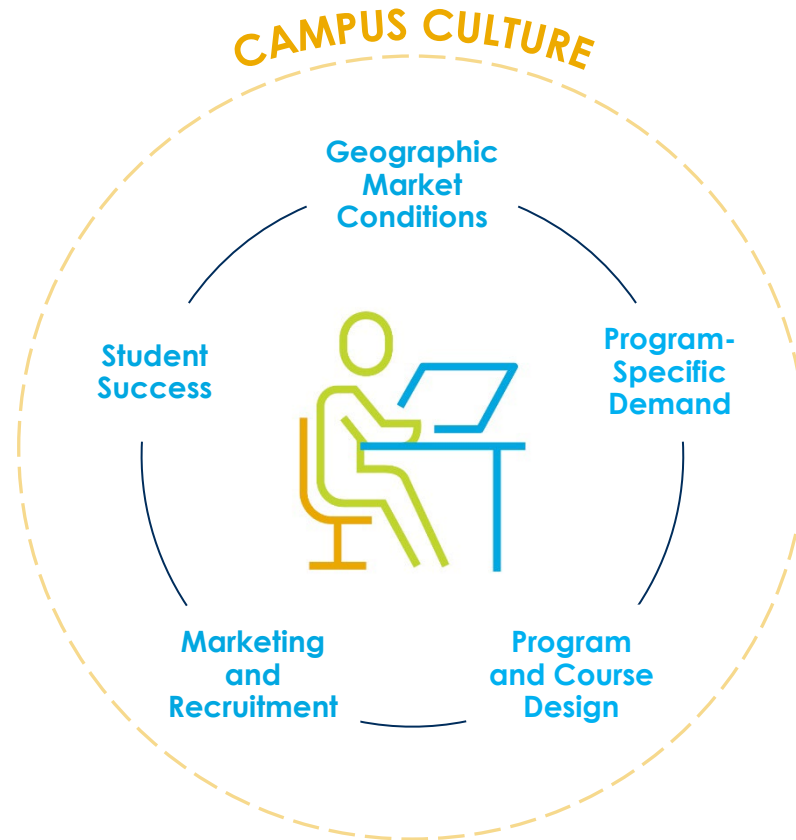 CAMPUS CULTURE
Geographic
Market
Conditions
Program-
Specific
Demand
Program
and Course
Design
Marketing
and
Recruitment
Student
Success